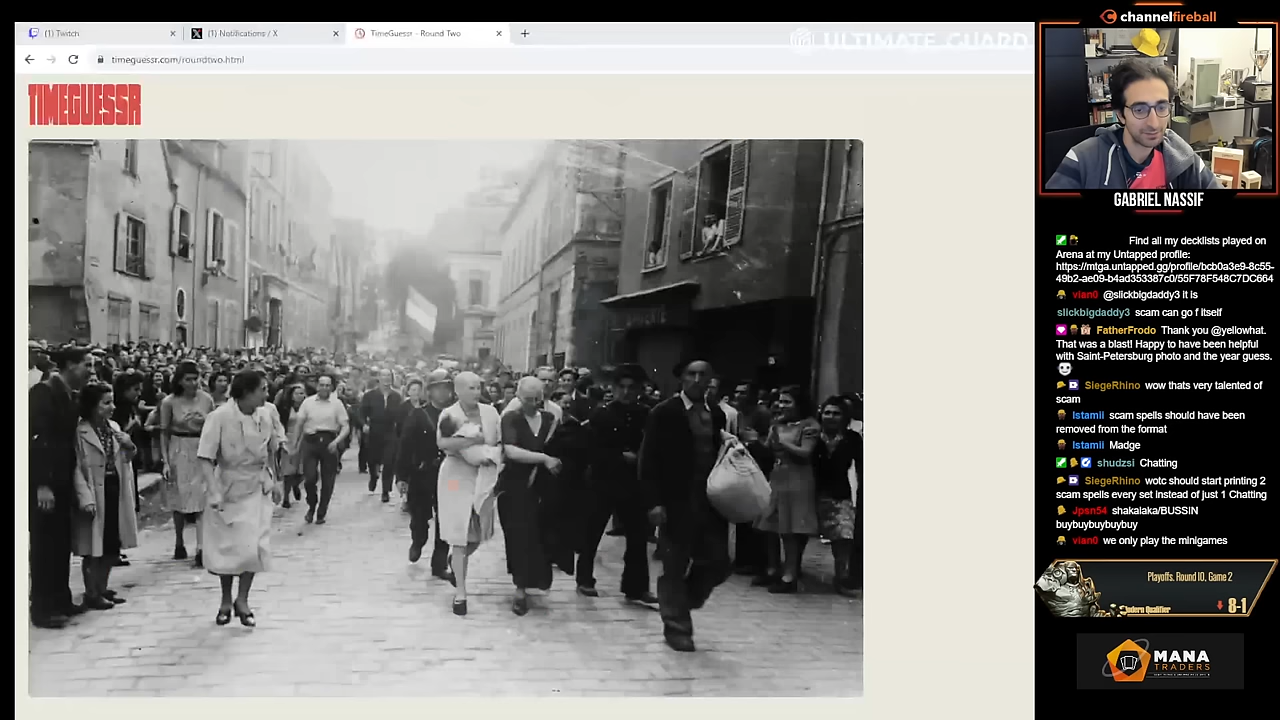 (1) Twitch
(1) Notifications / X
TimeGuessr - Round Two
timeguessr.com/roundtwo.html
ULTIMATE GUARD
TIMEGUESSR
channelfireball
GABRIEL NASSIF
Find all my decklists played on
Arena at my Untapped profile:
https://mtga.untapped.gg/profile/bcb0a3e9-8c55-
49b2-ae09-b4ad353387c0/55F78F548C7DC664
vian0 @slickbigdaddy3 it is
slickbigdaddy3 scam can go f itself
FatherFrodo Thank you @yellowhat.
That was a blast! Happy to have been helpful
with Saint-Petersburg photo and the year guess.
SiegeRhino wow thats very talented of
scam
Istamii scam spells should have been
removed from the format
Istamii Madge
shudzsi Chatting
SiegeRhino wotc should start printing 2
scam spells every set instead of just 1 Chatting
Jpsn54 shakalaka/BUSSIN
buybuybuybuybuy
vian0 we only play the minigames
Playoffs. Round 10, Game 2
Modern Qualifier
8-1
MANA
TRADERS